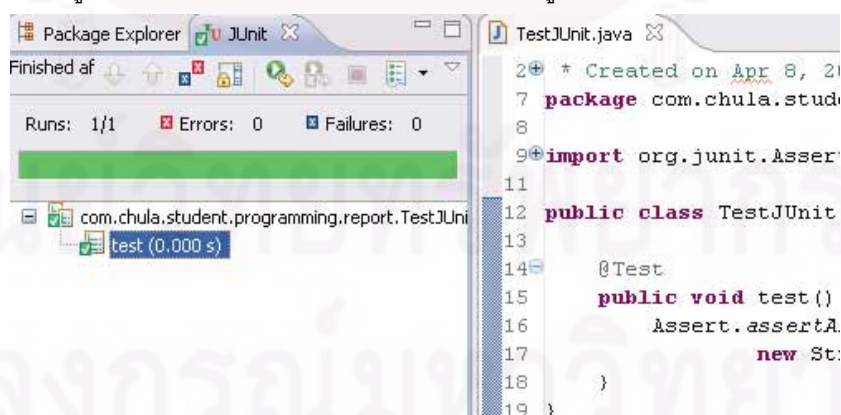 Package Explorer JUnit
Finished af
Runs: 1/1 Errors: 0 Failures: 0
com.chula.student.programming.report.TestJUni
test (0.000 s)
TestJUnit.java
2 * Created on Apr 8, 2
7 package com.chula.stud
8
9 import org.junit.Asser
11
12 public class TestJUnit
13
14 @Test
15 public void test()
16 Assert.assertA
17 new St
18 }
19 }